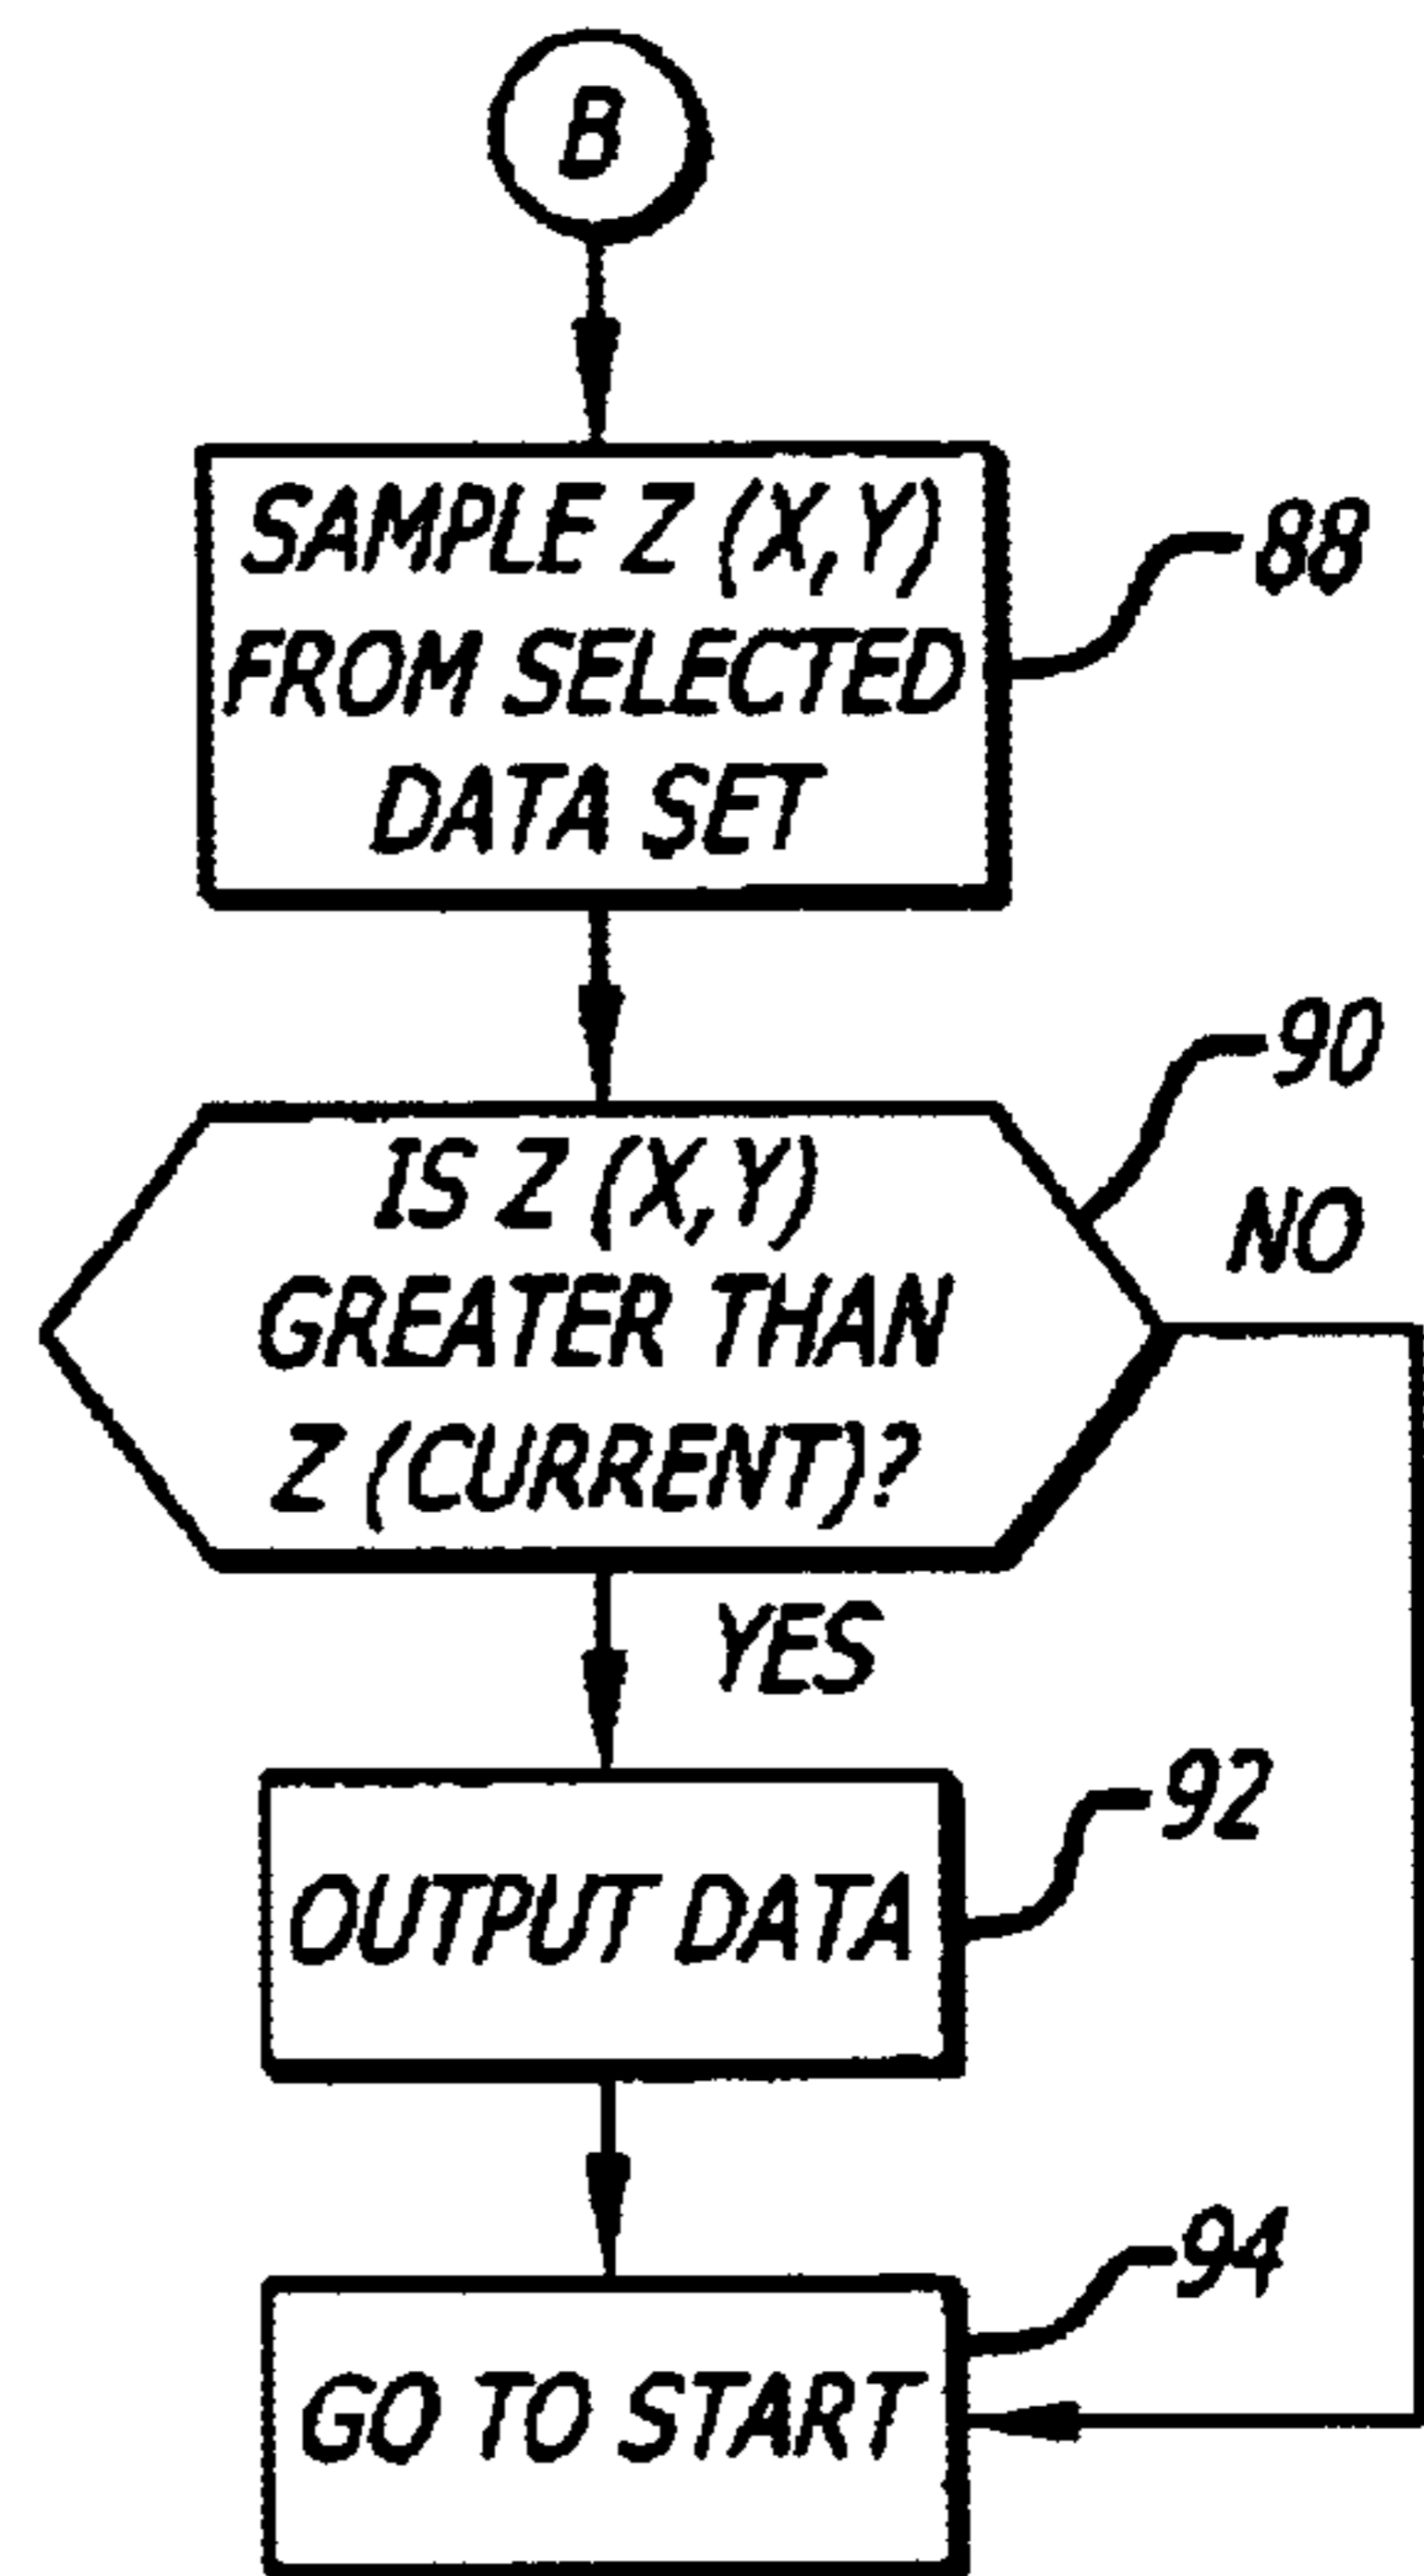 B
SAMPLE Z (X,Y)
FROM SELECTED
DATA SET
88
90
IS Z (X,Y)
GREATER THAN
Z (CURRENT)?
NO
YES
92
OUTPUT DATA
94
GO TO START